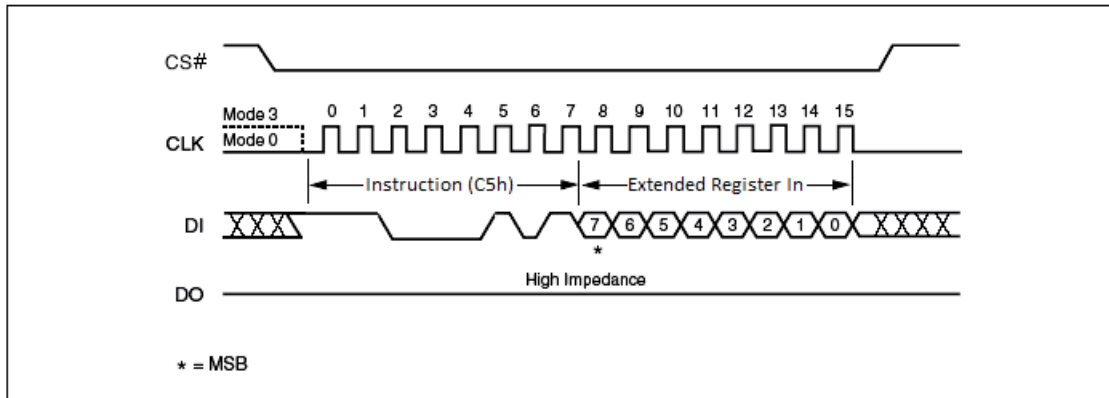 CS#
Mode 3
0 1 2 3 4 5 6 7 8 9 10 11 12 13 14 15
CLK
Mode 0
Instruction (C5h) Extended Register In
DI
7 6 5 4 3 2 1 0
*
High Impedance
DO
* = MSB